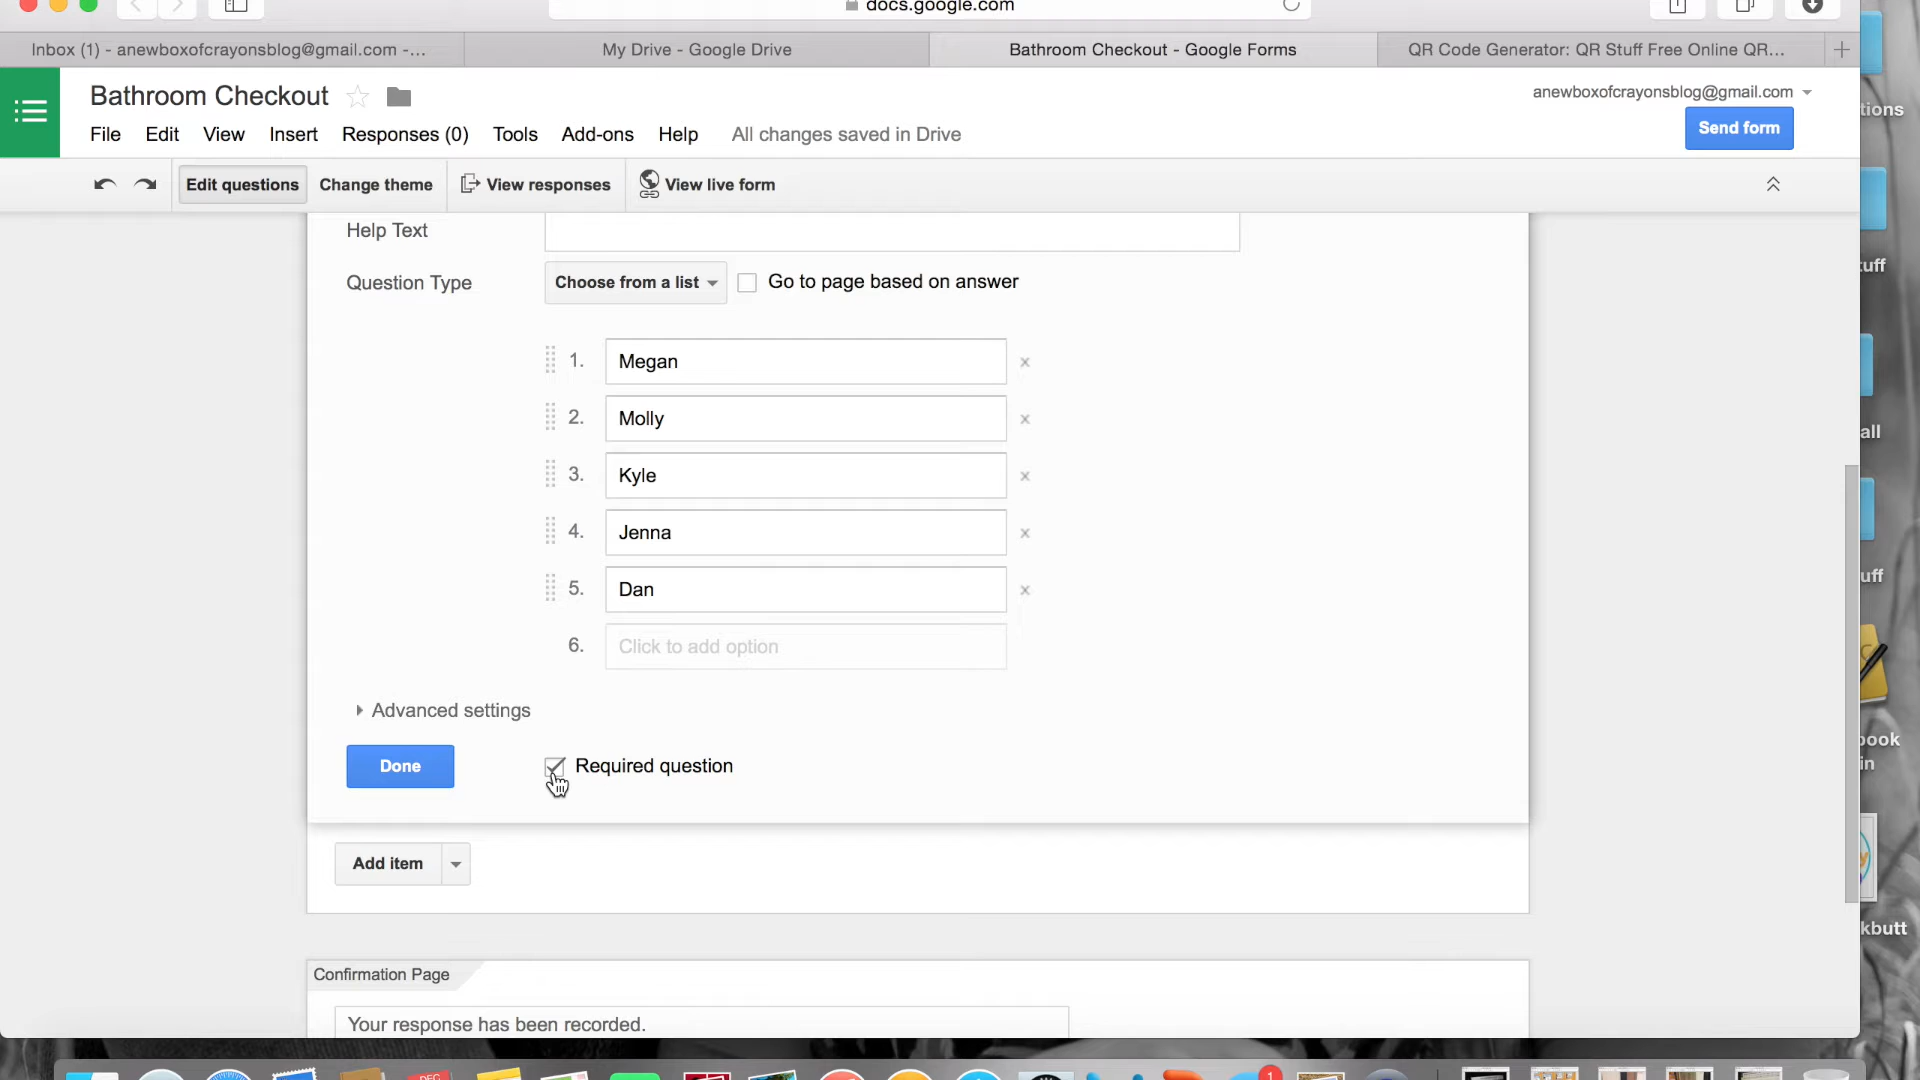 docs.google.com
Inbox (1) - anewboxofcrayonsblog@gmail.com -...
My Drive - Google Drive
Bathroom Checkout - Google Forms
QR Code Generator: QR Stuff Free Online QR...
Bathroom Checkout
anewboxofcrayonsblog@gmail.com
File Edit View Insert Responses (0) Tools Add-ons Help All changes saved in Drive
Send form
Edit questions Change theme View responses View live form
Help Text
Question Type Choose from a list Go to page based on answer
1. Megan
2. Molly
3. Kyle
4. Jenna
5. Dan
6. Click to add option
Advanced settings
Done Required question
Add item
Confirmation Page
Your response has been recorded.
tions
uff
all
uff
book
in
kbutt
DEC
1